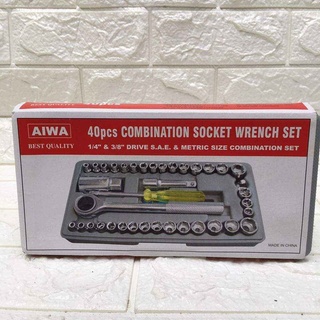 AIWA
BEST QUALITY
40pcs COMBINATION SOCKET WRENCH SET
1/4" & 3/8" DRIVE S.A.E. & METRIC SIZE COMBINATION SET
MADE IN CHINA